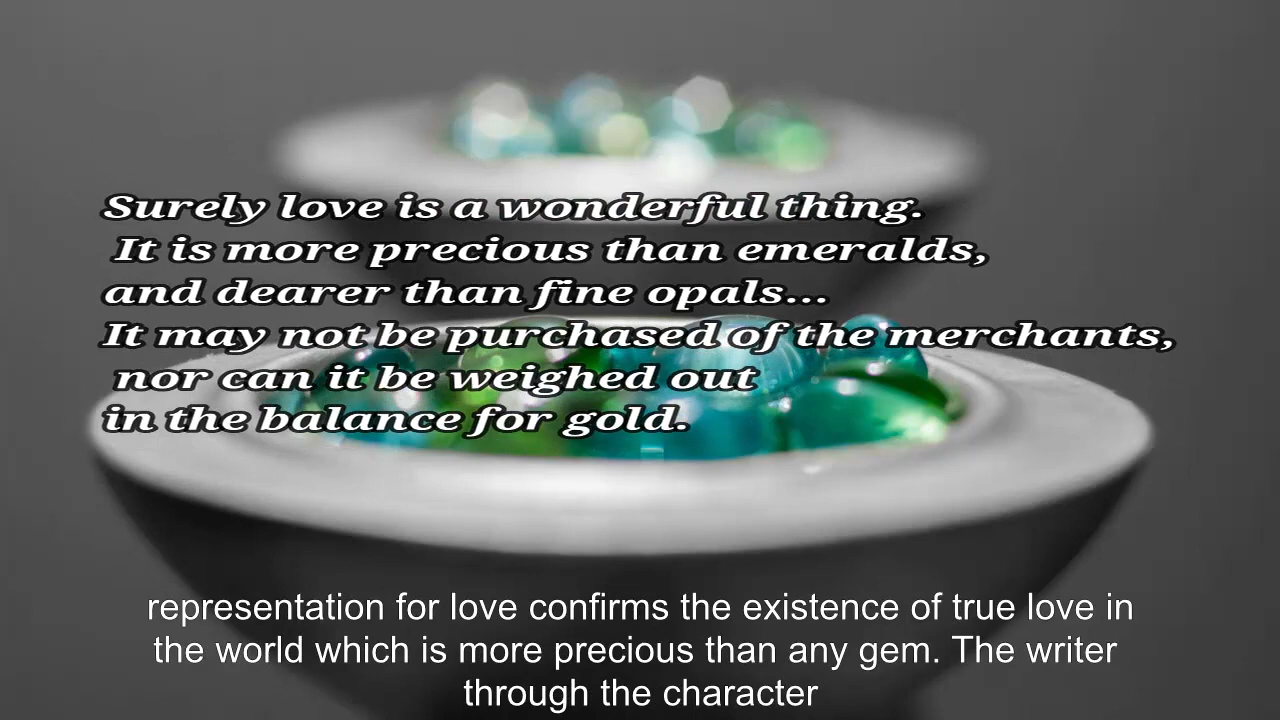 Surely love is a wonderful thing.
It is more precious than emeralds,
and dearer than fine opals...
It may not be purchased of the merchants,
nor can it be weighed out
in the balance for gold.
representation for love confirms the existence of true love in
the world which is more precious than any gem. The writer
through the character